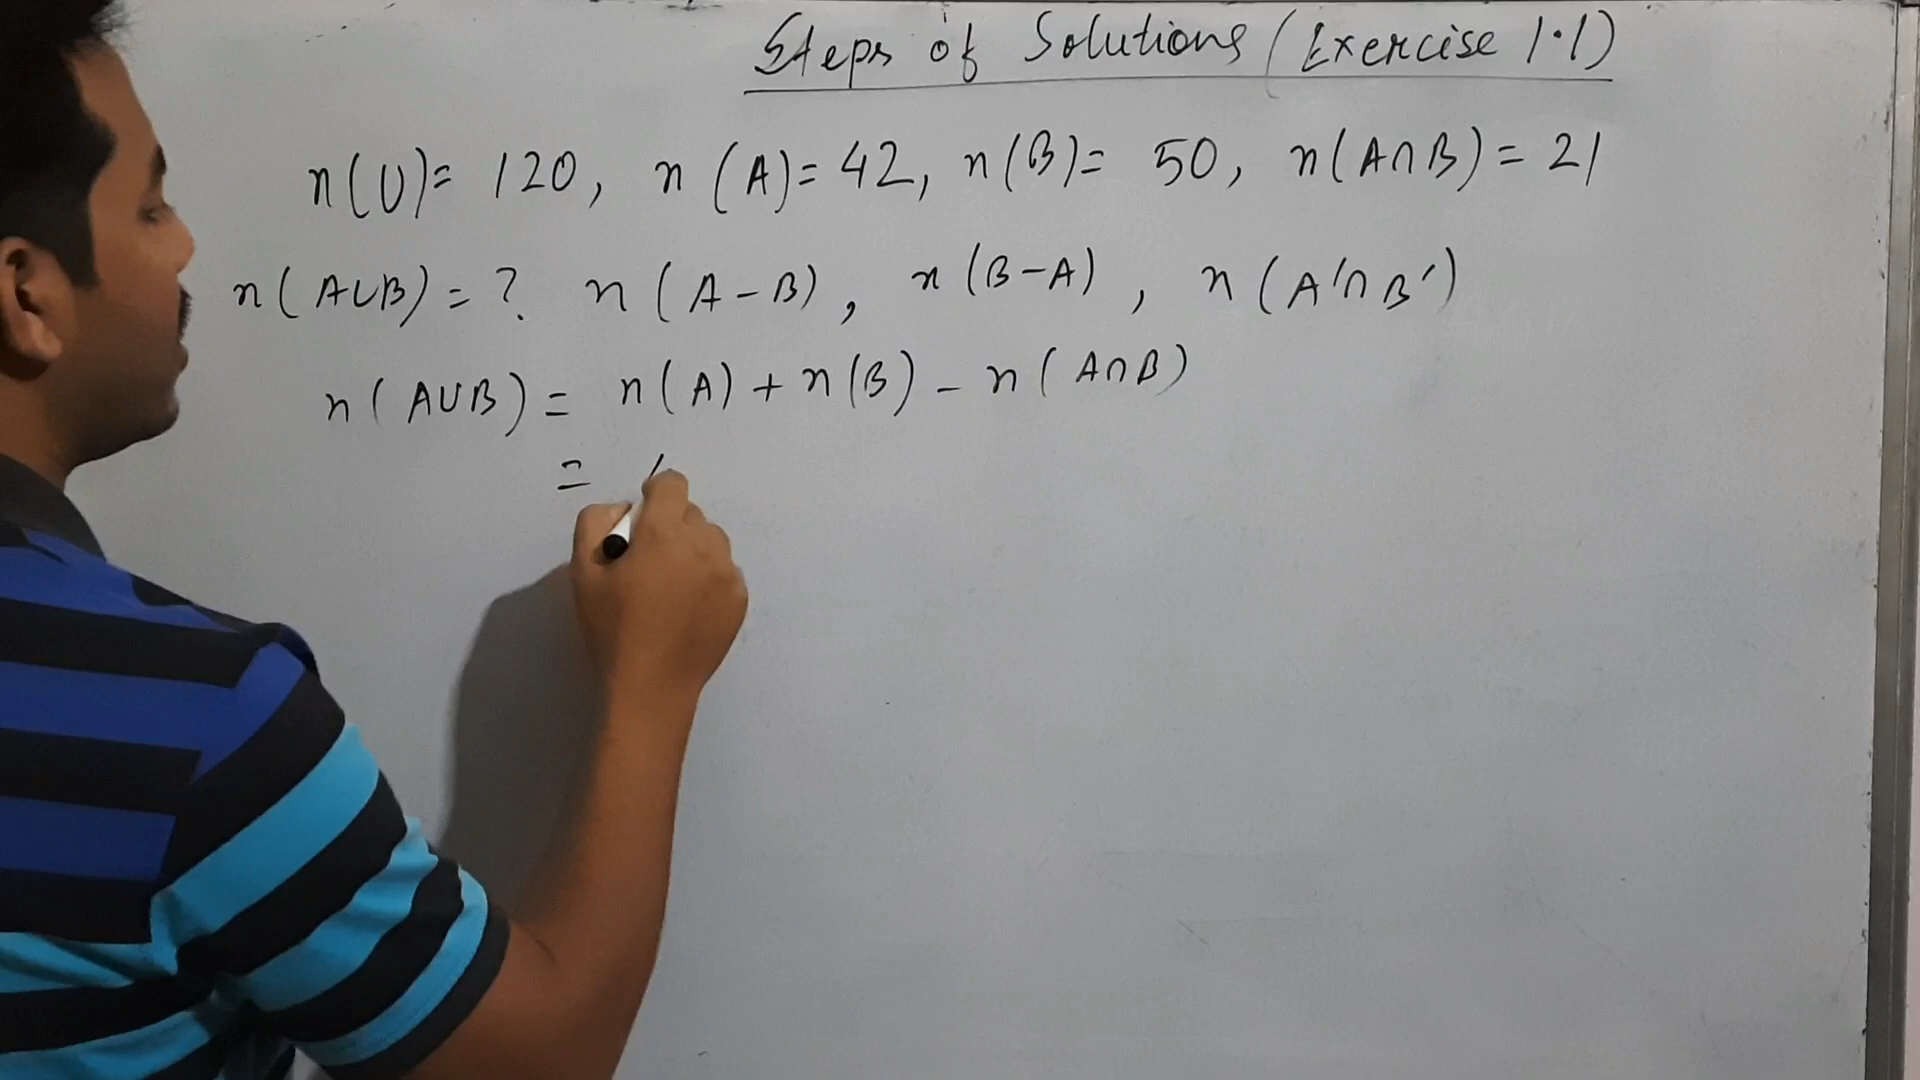 Steps of Solutions (Exercise 1.1)
n(U)= 120, n (A)= 42, n(B)= 50, n(A∩B) = 21
n(A∪B) = ? n (A-B), n (B-A), n (A'∩B')
n(A∪B) = n(A) + n(B) - n(A∩B)
=